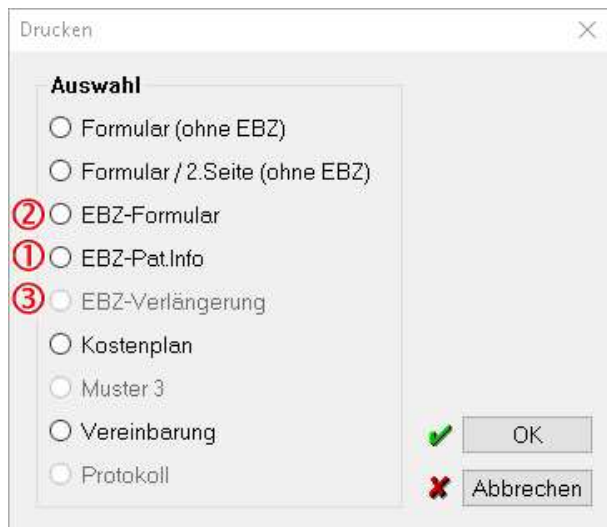 Drucken
Auswahl
Formular (ohne EBZ)
Formular / 2.Seite (ohne EBZ)
② EBZ-Formular
① EBZ-Pat.Info
③ EBZ-Verlängerung
Kostenplan
Muster 3
Vereinbarung
Protokoll
OK
Abbrechen